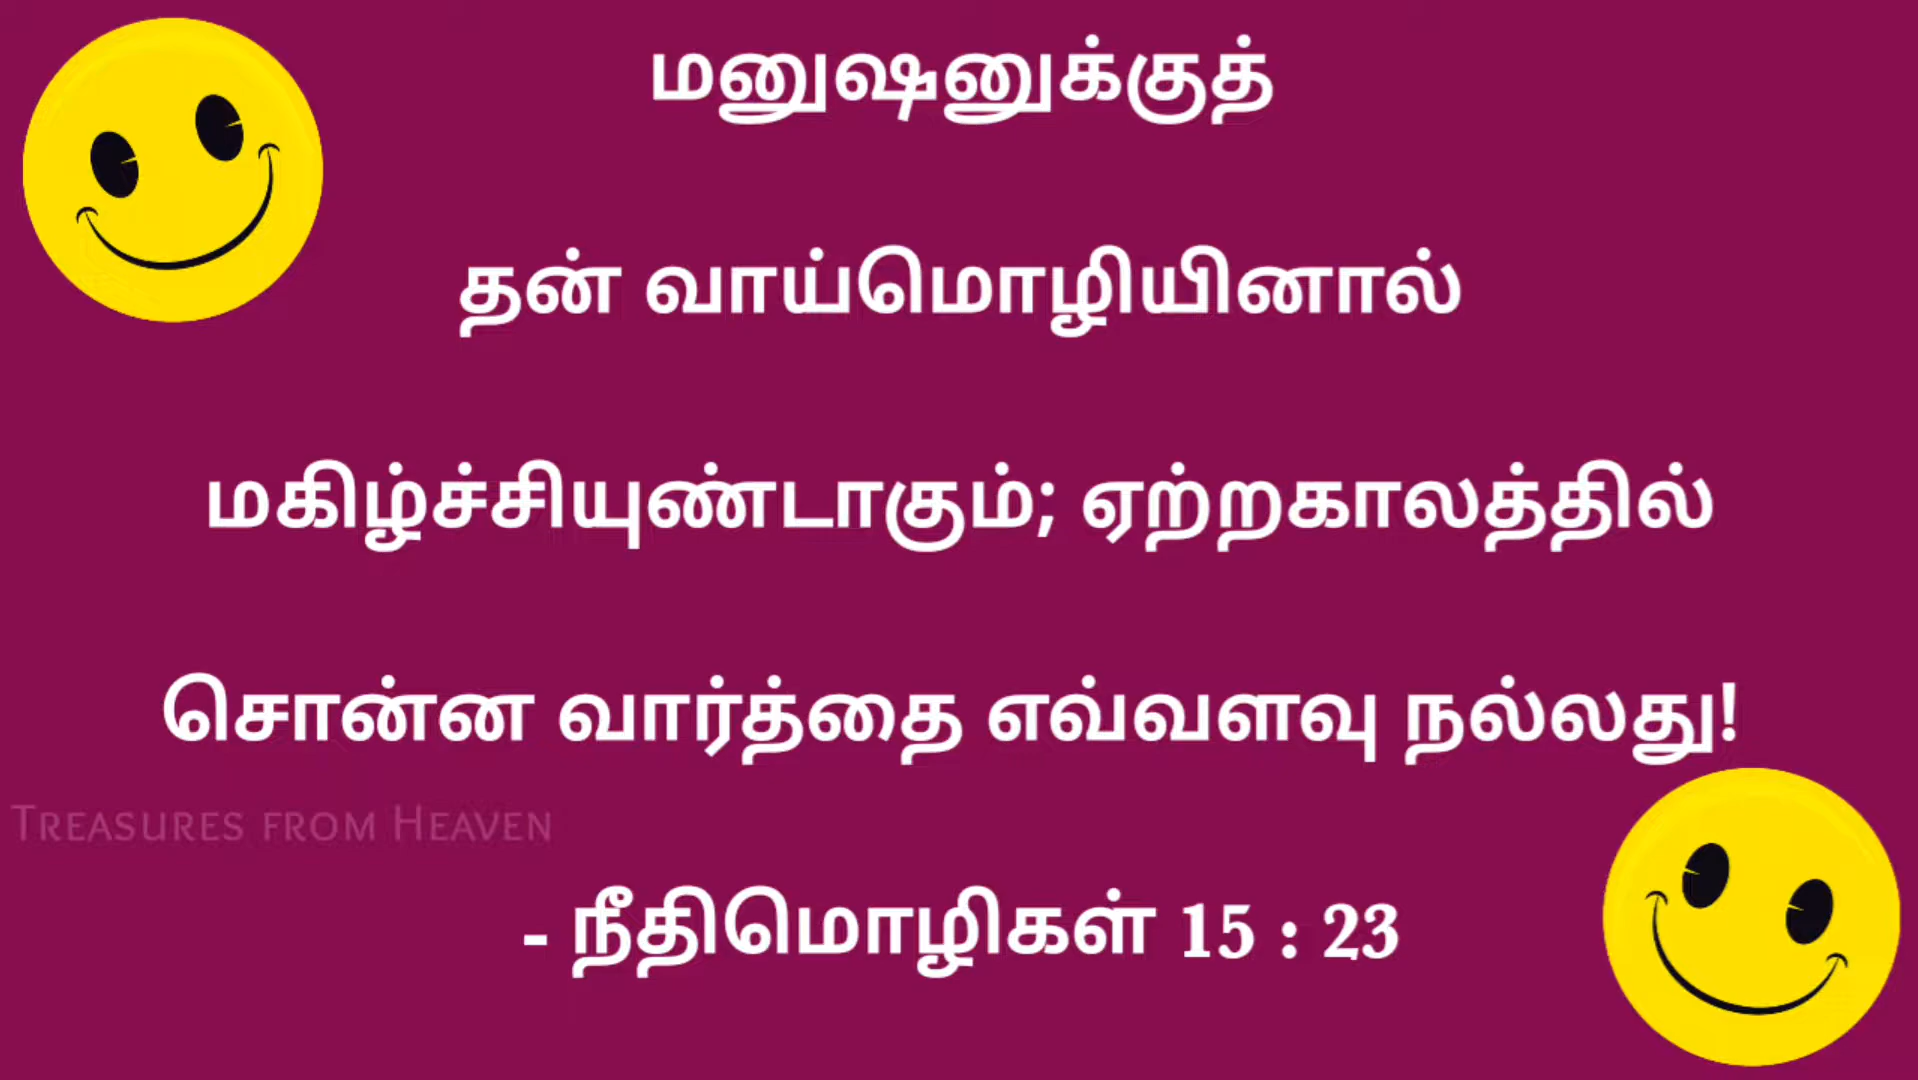 மனுஷனுக்குத்
தன் வாய்மொழியினால்
மகிழ்ச்சியுண்டாகும்; ஏற்றகாலத்தில்
சொன்ன வார்த்தை எவ்வளவு நல்லது!
TREASURES FROM HEAVEN
- நீதிமொழிகள் 15 : 23